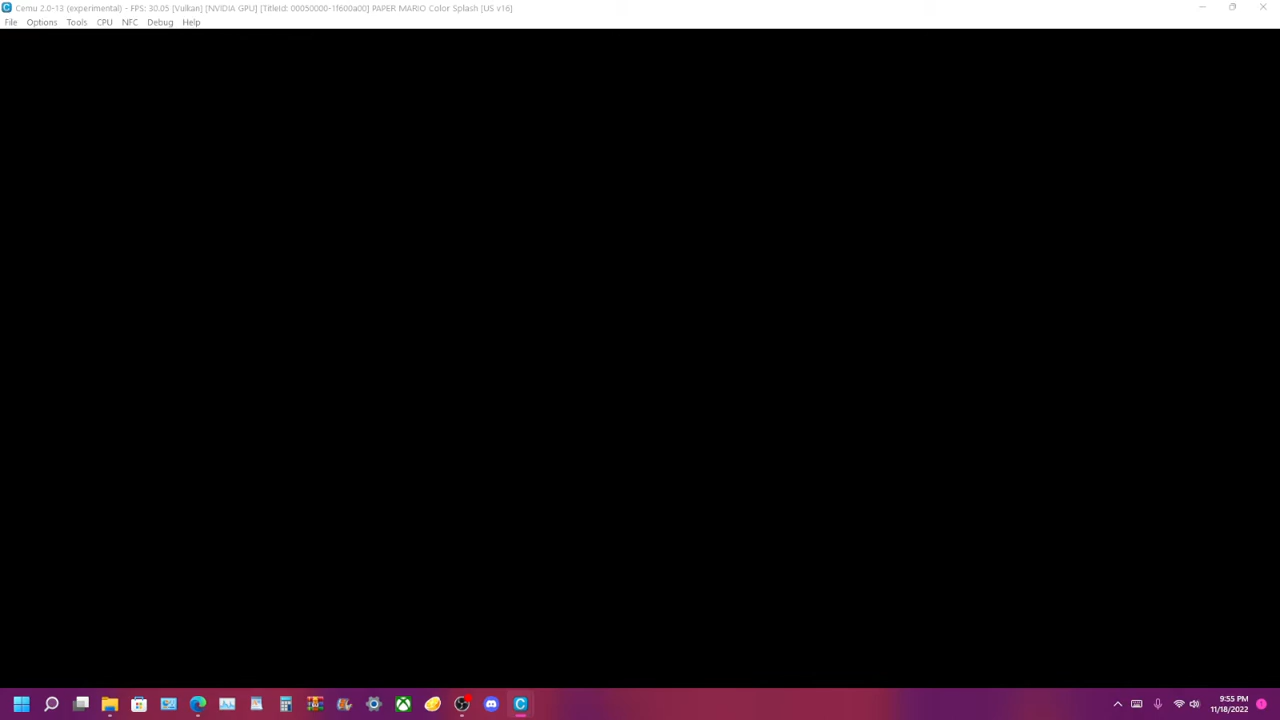 Cemu 2.0-13 (experimental) - FPS: 30.05 [Vulkan] [NVIDIA GPU] [TitleId: 00050000-1f600a00] PAPER MARIO Color Splash [US v16]
File Options Tools CPU NFC Debug Help
9:55 PM
11/18/2022
1